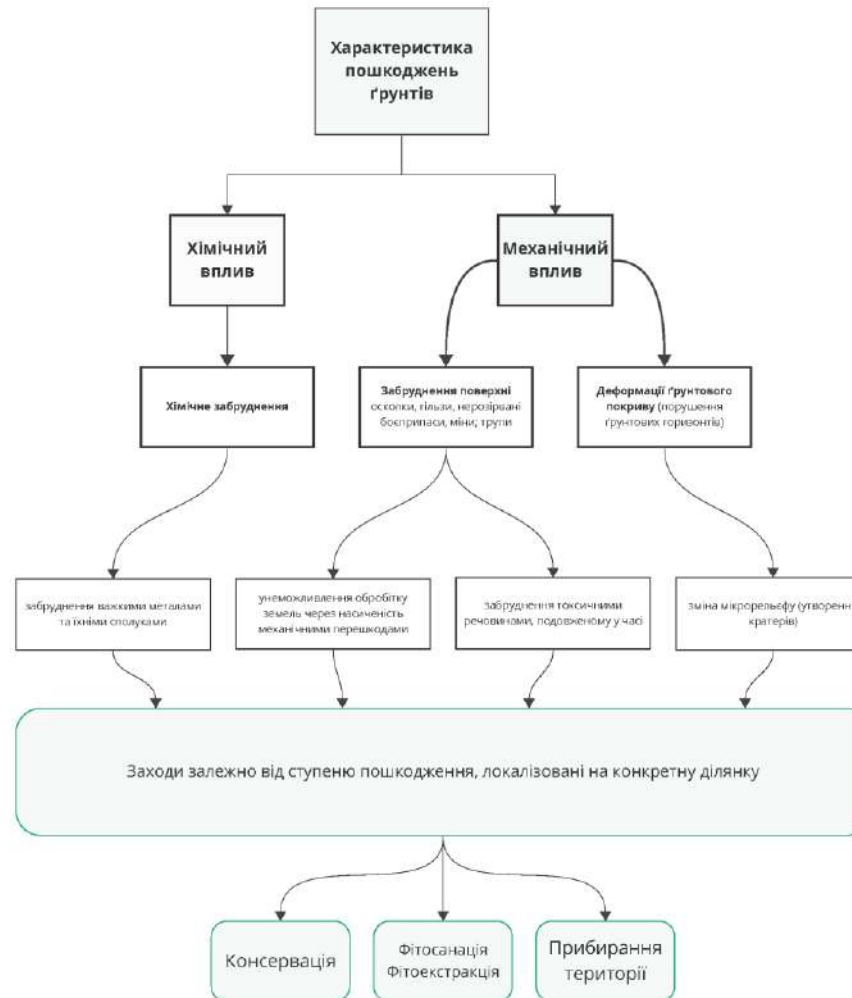 Характеристика
пошкоджень
ґрунтів
Хімічний
вплив
Механічний
вплив
Хімичне забруднення
Забруднення поверхні
осколки, гільзи, нерозірвані
боєприпаси, міни; трупи
Деформації ґрунтового
покриву (порушення
ґрунтових горизонтів)
забруднення важкими металами
та їхніми сполуками
унеможливлення обробітку
земель через насиченість
механічними перешкодами
забруднення токсичними
речовинами, подовженому у часі
зміна мікрорельєфу (утворенн
кратерів)
Заходи залежно від ступеню пошкодження, локалізовані на конкретну ділянку
Консервація
Фітосанація
Фітоекстракція
Прибирання
території